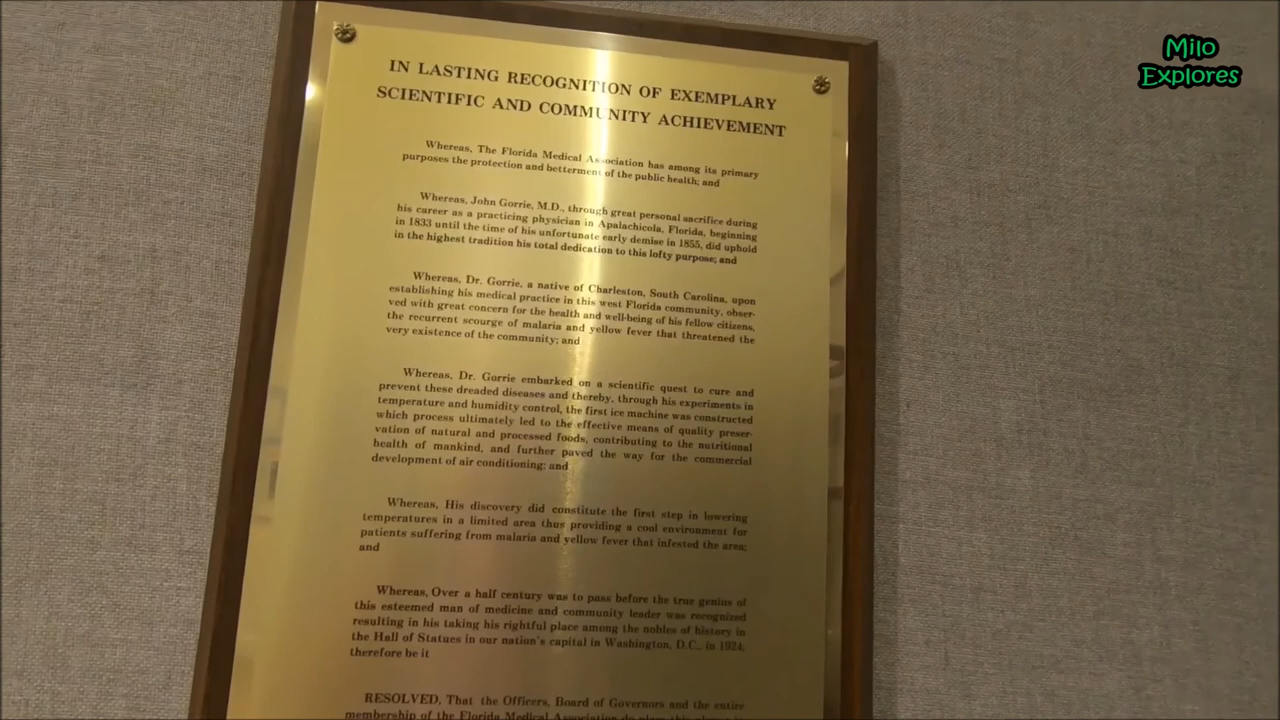 Milo
Explores
IN LASTING RECOGNITION OF EXEMPLARY
SCIENTIFIC AND COMMUNITY ACHIEVEMENT
Whereas, The Florida Medical Association has among its primary
purposes the protection and betterment of the public health; and
Whereas, John Gorrie, M.D., through great personal sacrifice during
his career as a practicing physician in Apalachicola, Florida, beginning
in 1833 until the time of his unfortunate early demise in 1855, did uphold
in the highest tradition his total dedication to this lofty purpose; and
Whereas, Dr. Gorrie, a native of Charleston, South Carolina, upon
establishing his medical practice in this west Florida community, obser-
ved with great concern for the health and well-being of his fellow citizens,
the recurrent scourge of malaria and yellow fever that threatened the
very existence of the community; and
Whereas, Dr. Gorrie embarked on a scientific quest to cure and
prevent these dreaded diseases and thereby, through his experiments in
temperature and humidity control, the first ice machine was constructed
which process ultimately led to the effective means of quality preser-
vation of natural and processed foods, contributing to the nutritional
health of mankind, and further paved the way for the commercial
development of air conditioning; and
Whereas, His discovery did constitute the first step in lowering
temperatures in a limited area thus providing a cool environment for
patients suffering from malaria and yellow fever that infested the area;
and
Whereas, Over a half century was to pass before the true genius of
this esteemed man of medicine and community leader was recognized
resulting in his taking his rightful place among the nobles of history in
the Hall of Statues in our nation's capital in Washington, D.C., in 1924;
therefore be it
RESOLVED, That the Officers, Board of Governors and the entire
membership of the Florida Medical Association do place this